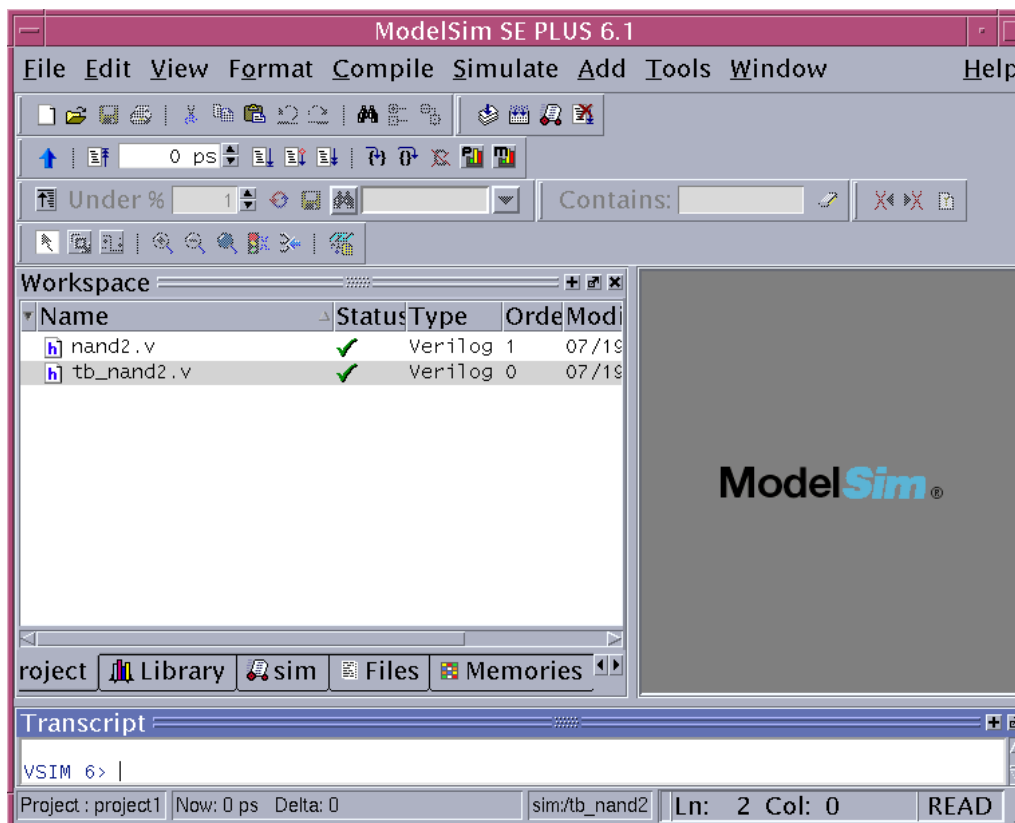 ModelSim SE PLUS 6.1
File Edit View Format Compile Simulate Add Tools Window Help
0 ps
Under % 1 Contains:
Workspace
Name Status Type Orde Modi
nand2.v Verilog 1 07/19
tb_nand2.v Verilog 0 07/19
ModelSim®
roject Library sim Files Memories
Transcript
VSIM 6>
Project : project1 Now: 0 ps Delta: 0 sim:/tb_nand2 Ln: 2 Col: 0 READ